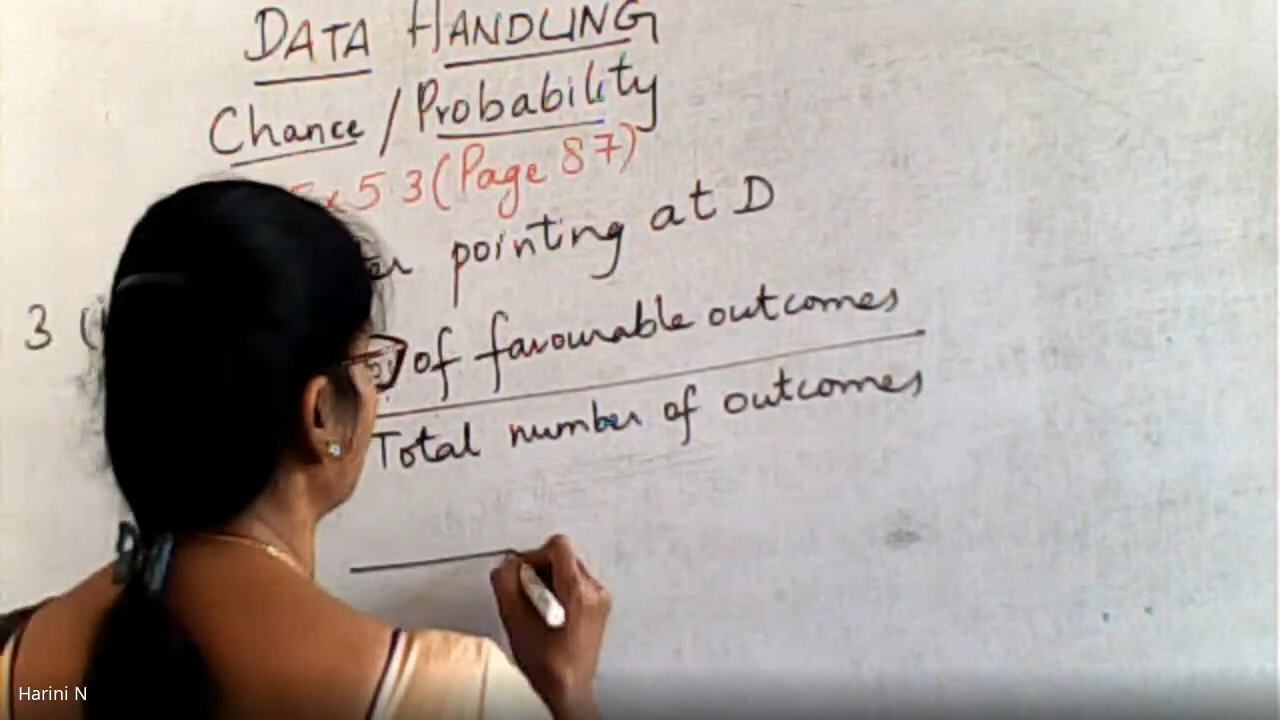 DATA HANDLING
Chance / Probability
Ex 5.3 (Page 87)
pointing at D
3 (
of favourable outcomes
Total number of outcomes
Harini N